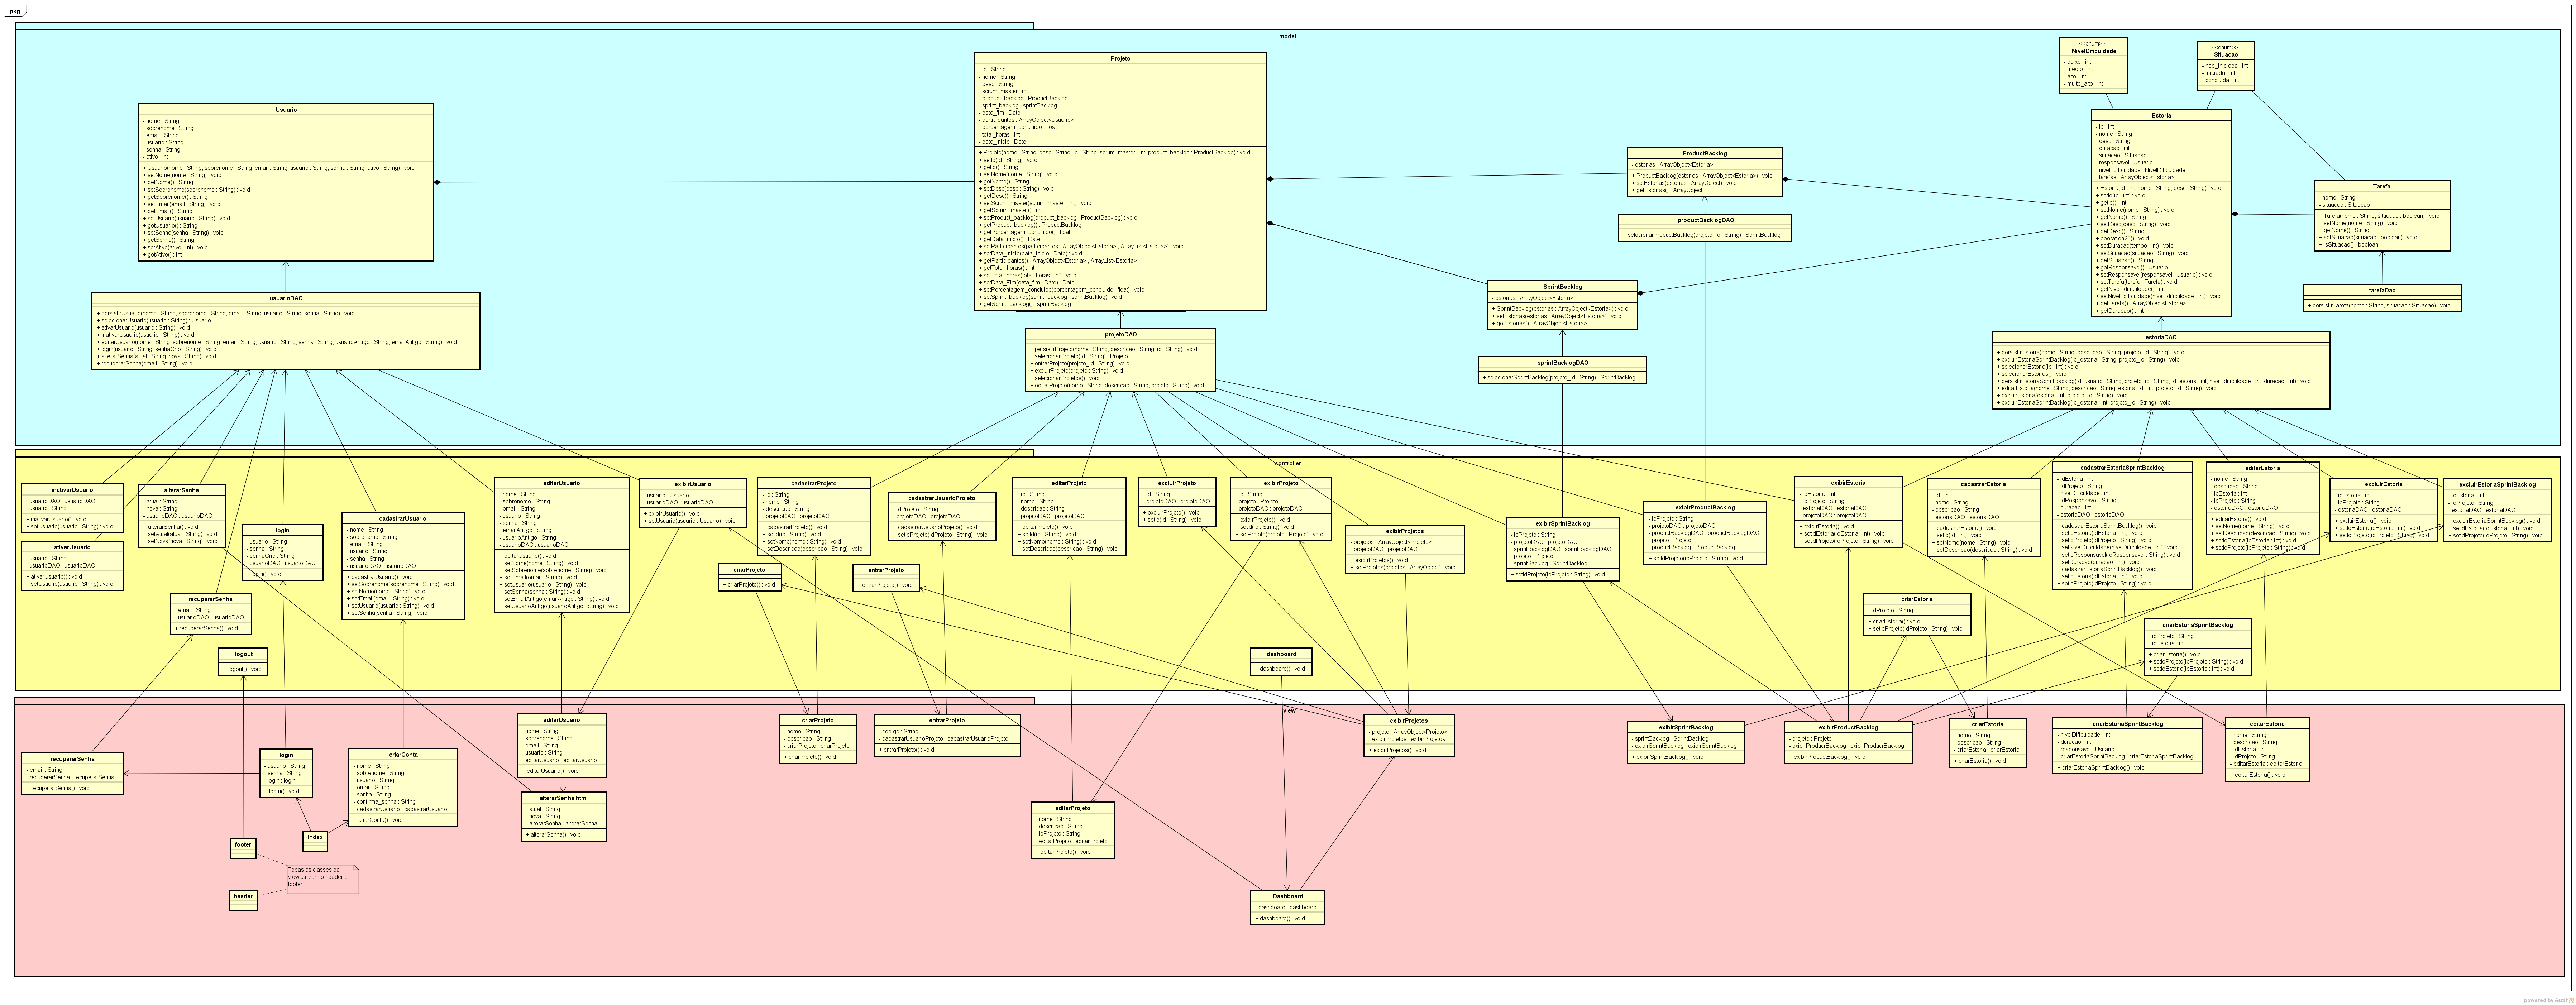 pkg
model
Usuario
- nome : String
- sobrenome : String
- email : String
- usuario : String
- senha : String
- ativo : int
+ Usuario(nome : String, sobrenome : String, email : String, usuario : String, senha : String, ativo : String) : void
+ setNome(nome : String) : void
+ getNome() : String
+ setSobrenome(sobrenome : String) : void
+ getSobrenome() : String
+ setEmail(email : String) : void
+ getEmail() : String
+ setUsuario(usuario : String) : void
+ getUsuario() : String
+ setSenha(senha : String) : void
+ getSenha() : String
+ setAtivo(ativo : int) : void
+ getAtivo() : int
usuarioDAO
+ persistirUsuario(nome : String, sobrenome : String, email : String, usuario : String, senha : String) : void
+ selecionarUsuario(usuario : String) : Usuario
+ ativarUsuario(usuario : String) : void
+ inativarUsuario(usuario : String) : void
+ editarUsuario(nome : String, sobrenome : String, email : String, usuario : String, senha : String, usuarioAntigo : String, emailAntigo : String) : void
+ login(usuario : String, senhaCrip : String) : void
+ alterarSenha(atual : String, nova : String) : void
+ recuperarSenha(email : String) : void
Projeto
- id : String
- nome : String
- desc : String
- scrum_master : int
- product_backlog : ProductBacklog
- sprint_backlog : sprintBacklog
- data_fim : Date
- participantes : ArrayObject<Usuario>
- porcentagem_concluido : float
- total_horas : int
- data_inicio : Date
+ Projeto(nome : String, desc : String, id : String, scrum_master : int, product_backlog : ProductBacklog) : void
+ setId(id : String) : void
+ getId() : String
+ setNome(nome : String) : void
+ getNome() : String
+ setDesc(desc : String) : void
+ getDesc() : String
+ setScrum_master(scrum_master : int) : void
+ getScrum_master() : int
+ setProduct_backlog(product_backlog : ProductBacklog) : void
+ getProduct_backlog() : ProductBacklog
+ getPorcentagem_concluido() : float
+ getData_inicio() : Date
+ setParticipantes(participantes : ArrayObject<Estoria> , ArrayList<Estoria>) : void
+ setData_inicio(data_inicio : Date) : void
+ getParticipantes() : ArrayObject<Estoria> , ArrayList<Estoria>
+ getTotal_horas() : int
+ setTotal_horas(total_horas : int) : void
+ setData_Fim(data_fim : Date) : Date
+ setPorcentagem_concluido(porcentagem_concluido : float) : void
+ setSprint_backlog(sprint_backlog : sprintBacklog) : void
+ getSprint_backlog() : sprintBacklog
projetoDAO
+ persistirProjeto(nome : String, descricao : String, id : String) : void
+ selecionarProjeto(id : String) : Projeto
+ entrarProjeto(projeto_id : String) : void
+ excluirProjeto(projeto : String) : void
+ selecionarProjetos() : void
+ editarProjeto(nome : String, descricao : String, projeto : String) : void
ProductBacklog
- estorias : ArrayObject<Estoria>
+ ProductBacklog(estorias : ArrayObject<Estoria>) : void
+ setEstorias(estorias : ArrayObject) : void
+ getEstorias() : ArrayObject
productBacklogDAO
+ selecionarProductBacklog(projeto_id : String) : SprintBacklog
SprintBacklog
- estorias : ArrayObject<Estoria>
+ SprintBacklog(estorias : ArrayObject<Estoria>) : void
+ setEstorias(estorias : ArrayObject<Estoria>) : void
+ getEstorias() : ArrayObject<Estoria>
sprintBacklogDAO
+ selecionarSprintBacklog(projeto_id : String) : SprintBacklog
<<enum>>
NivelDificuldade
- baixo : int
- medio : int
- alto : int
- muito_alto : int
<<enum>>
Situacao
- nao_iniciada : int
- iniciada : int
- concluida : int
Estoria
- id : int
- nome : String
- desc : String
- duracao : int
- situacao : Situacao
- responsavel : Usuario
- nivel_dificuldade : NivelDificuldade
- tarefas : ArrayObject<Estoria>
+ Estoria(id : int, nome : String, desc : String) : void
+ setId(id : int) : void
+ getId() : int
+ setNome(nome : String) : void
+ getNome() : String
+ setDesc(desc : String) : void
+ getDesc() : String
+ operation20() : void
+ setDuracao(tempo : int) : void
+ setSituacao(situacao : String) : void
+ getSituacao() : String
+ getResponsavel() : Usuario
+ setResponsavel(responsavel : Usuario) : void
+ setTarefa(tarefa : Tarefa) : void
+ getNivel_dificuldade() : int
+ setNivel_dificuldade(nivel_dificuldade : int) : void
+ getTarefa() : ArrayObject<Estoria>
+ getDuracao() : int
Tarefa
- nome : String
- situacao : Situacao
+ Tarefa(nome : String, situacao : boolean) : void
+ setNome(nome : String) : void
+ getNome() : String
+ setSituacao(situacao : boolean) : void
+ isSituacao() : boolean
tarefaDao
+ persistirTarefa(nome : String, situacao : Situacao) : void
estoriaDAO
+ persistirEstoria(nome : String, descricao : String, projeto_id : String) : void
+ excluirEstoriaSprintBacklog(id_estoria : String, projeto_id : String) : void
+ selecionarEstoria(id : int) : void
+ selecionarEstorias() : void
+ persistirEstoriaSprintBacklog(id_usuario : String, projeto_id : String, id_estoria : int, nivel_dificuldade : int, duracao : int) : void
+ editarEstoria(nome : String, descricao : String, estoria_id : int, projeto_id : String) : void
+ excluirEstoria(estoria : int, projeto_id : String) : void
+ excluirEstoriaSprintBacklog(id_estoria : int, projeto_id : String) : void
controller
inativarUsuario
- usuarioDAO : usuarioDAO
- usuario : String
+ inativarUsuario() : void
+ setUsuario(usuario : String) : void
ativarUsuario
- usuario : String
- usuarioDAO : usuarioDAO
+ ativarUsuario() : void
+ setUsuario(usuario : String) : void
alterarSenha
- atual : String
- nova : String
- usuarioDAO : usuarioDAO
+ alterarSenha() : void
+ setAtual(atual : String) : void
+ setNova(nova : String) : void
login
- usuario : String
- senha : String
- senhaCrip : String
- usuarioDAO : usuarioDAO
+ login() : void
recuperarSenha
- email : String
- usuarioDAO : usuarioDAO
+ recuperarSenha() : void
logout
+ logout() : void
cadastrarUsuario
- nome : String
- sobrenome : String
- email : String
- usuario : String
- senha : String
- usuarioDAO : usuarioDAO
+ cadastrarUsuario() : void
+ setSobrenome(sobrenome : String) : void
+ setNome(nome : String) : void
+ setEmail(email : String) : void
+ setUsuario(usuario : String) : void
+ setSenha(senha : String) : void
editarUsuario
- nome : String
- sobrenome : String
- email : String
- usuario : String
- senha : String
- emailAntigo : String
- usuarioAntigo : String
- usuarioDAO : usuarioDAO
+ editarUsuario() : void
+ setNome(nome : String) : void
+ setSobrenome(sobrenome : String) : void
+ setEmail(email : String) : void
+ setUsuario(usuario : String) : void
+ setSenha(senha : String) : void
+ setEmailAntigo(emailAntigo : String) : void
+ setUsuarioAntigo(usuarioAntigo : String) : void
exibirUsuario
- usuario : Usuario
- usuarioDAO : usuarioDAO
+ exibirUsuario() : void
+ setUsuario(usuario : Usuario) : void
cadastrarProjeto
- id : String
- nome : String
- descricao : String
- projetoDAO : projetoDAO
+ cadastrarProjeto() : void
+ setId(id : String) : void
+ setNome(nome : String) : void
+ setDescricao(descricao : String) : void
criarProjeto
+ criarProjeto() : void
cadastrarUsuarioProjeto
- idProjeto : String
- projetoDAO : projetoDAO
+ cadastrarUsuarioProjeto() : void
+ setIdProjeto(idProjeto : String) : void
entrarProjeto
+ entrarProjeto() : void
editarProjeto
- id : String
- nome : String
- descricao : String
- projetoDAO : projetoDAO
+ editarProjeto() : void
+ setId(id : String) : void
+ setNome(nome : String) : void
+ setDescricao(descricao : String) : void
excluirProjeto
- id : String
- projetoDAO : projetoDAO
+ excluirProjeto() : void
+ setId(id : String) : void
exibirProjeto
- id : String
- projeto : Projeto
- projetoDAO : projetoDAO
+ exibirProjeto() : void
+ setId(id : String) : void
+ setProjeto(projeto : Projeto) : void
exibirProjetos
- projetos : ArrayObject<Projeto>
- projetoDAO : projetoDAO
+ exibirProjetos() : void
+ setProjetos(projetos : ArrayObject) : void
dashboard
+ dashboard() : void
exibirSprintBacklog
- idProjeto : String
- projetoDAO : projetoDAO
- sprintBacklogDAO : sprintBacklogDAO
- projeto : Projeto
- sprintBacklog : SprintBacklog
+ setIdProjeto(idProjeto : String) : void
exibirProductBacklog
- idProjeto : String
- projetoDAO : projetoDAO
- productBacklogDAO : productBacklogDAO
- projeto : Projeto
- productBacklog : ProductBacklog
+ setIdProjeto(idProjeto : String) : void
exibirEstoria
- idEstoria : int
- idProjeto : String
- estoriaDAO : estoriaDAO
- projetoDAO : projetoDAO
+ exibirEstoria() : void
+ setIdEstoria(idEstoria : int) : void
+ setIdProjeto(idProjeto : String) : void
criarEstoria
- idProjeto : String
+ criarEstoria() : void
+ setIdProjeto(idProjeto : String) : void
cadastrarEstoria
- id : int
- nome : String
- descricao : String
- estoriaDAO : estoriaDAO
+ cadastrarEstoria() : void
+ setId(id : int) : void
+ setNome(nome : String) : void
+ setDescricao(descricao : String) : void
cadastrarEstoriaSprintBacklog
- idEstoria : int
- idProjeto : String
- nivelDificuldade : int
- idResponsavel : String
- duracao : int
- estoriaDAO : estoriaDAO
+ cadastrarEstoriaSprintBacklog() : void
+ setIdEstoria(idEstoria : int) : void
+ setIdProjeto(idProjeto : String) : void
+ setNivelDificuldade(nivelDificuldade : int) : void
+ setIdResponsavel(idResponsavel : String) : void
+ setDuracao(duracao : int) : void
+ cadastrarEstoriaSprintBacklog() : void
+ setIdEstoria(idEstoria : int) : void
+ setIdProjeto(idProjeto : String) : void
criarEstoriaSprintBacklog
- idProjeto : String
- idEstoria : int
+ criarEstoria() : void
+ setIdProjeto(idProjeto : String) : void
+ setIdEstoria(idEstoria : int) : void
editarEstoria
- nome : String
- descricao : String
- idEstoria : int
- idProjeto : String
- estoriaDAO : estoriaDAO
+ editarEstoria() : void
+ setNome(nome : String) : void
+ setDescricao(descricao : String) : void
+ setIdEstoria(idEstoria : int) : void
+ setIdProjeto(idProjeto : String) : void
excluirEstoria
- idEstoria : int
- idProjeto : int
- estoriaDAO : estoriaDAO
+ excluirEstoria() : void
+ setIdEstoria(idEstoria : int) : void
+ setIdProjeto(idProjeto : String) : void
excluirEstoriaSprintBacklog
- idEstoria : int
- idProjeto : int
- estoriaDAO : estoriaDAO
+ excluirEstoriaSprintBacklog() : void
+ setIdEstoria(idEstoria : int) : void
+ setIdProjeto(idProjeto : String) : void
view
recuperarSenha
- email : String
- recuperarSenha : recuperarSenha
+ recuperarSenha() : void
login
- usuario : String
- senha : String
- login : login
+ login() : void
criarConta
- nome : String
- sobrenome : String
- usuario : String
- email : String
- senha : String
- confirma_senha : String
- cadastrarUsuario : cadastrarUsuario
+ criarConta() : void
index
footer
header
Todas as classes da
view utilizam o header e
footer
editarUsuario
- nome : String
- sobrenome : String
- email : String
- usuario : String
- editarUsuario : editarUsuario
+ editarUsuario() : void
alterarSenha.html
- atual : String
- nova : String
- alterarSenha : alterarSenha
+ alterarSenha() : void
criarProjeto
- nome : String
- descricao : String
- criarProjeto : criarProjeto
+ criarProjeto() : void
entrarProjeto
- codigo : String
- cadastrarUsuarioProjeto : cadastrarUsuarioProjeto
+ entrarProjeto() : void
editarProjeto
- nome : String
- descricao : String
- idProjeto : String
- editarProjeto : editarProjeto
+ editarProjeto() : void
exibirProjetos
- projeto : ArrayObject<Projeto>
- exibirProjetos : exibirProjetos
+ exibirProjetos() : void
Dashboard
- dashboard : dashboard
+ dashboard() : void
exibirSprintBacklog
- sprintBacklog : SprintBacklog
- exibirSprintBacklog : exibirSprintBacklog
+ exibirSprintBacklog() : void
exibirProductBacklog
- projeto : Projeto
- exibirProductBacklog : exibirProducrBacklog
+ exibirProductBacklog() : void
criarEstoria
- nome : String
- descricao : String
- criarEstoria : criarEstoria
+ criarEstoria() : void
criarEstoriaSprintBacklog
- nivelDificuldade : int
- duracao : int
- responsavel : Usuario
- criarEstoriaSprintBacklog : criarEstoriaSprintBacklog
+ criarEstoriaSprintBacklog() : void
editarEstoria
- nome : String
- descricao : String
- idEstoria : int
- idProjeto : String
- editarEstoria : editarEstoria
+ editarEstoria() : void
powered by Astah